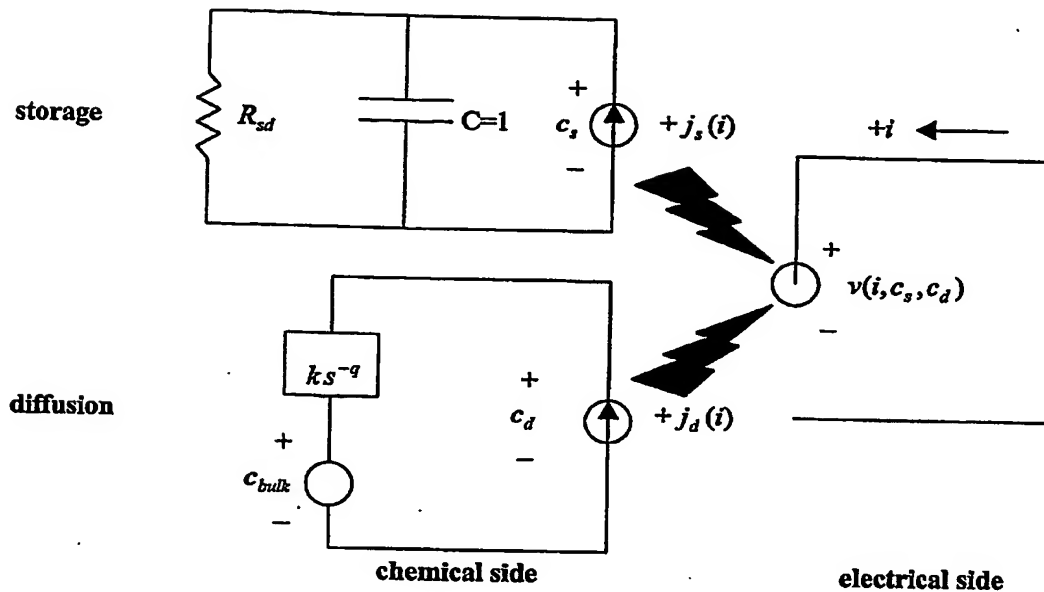 storage
R_sd
C=1
+
c_s
−
+ j_s(i)
+i
+
v(i,c_s,c_d)
−
diffusion
ks^{-q}
+
c_d
−
+ j_d(i)
+
c_bulk
−
chemical side
electrical side